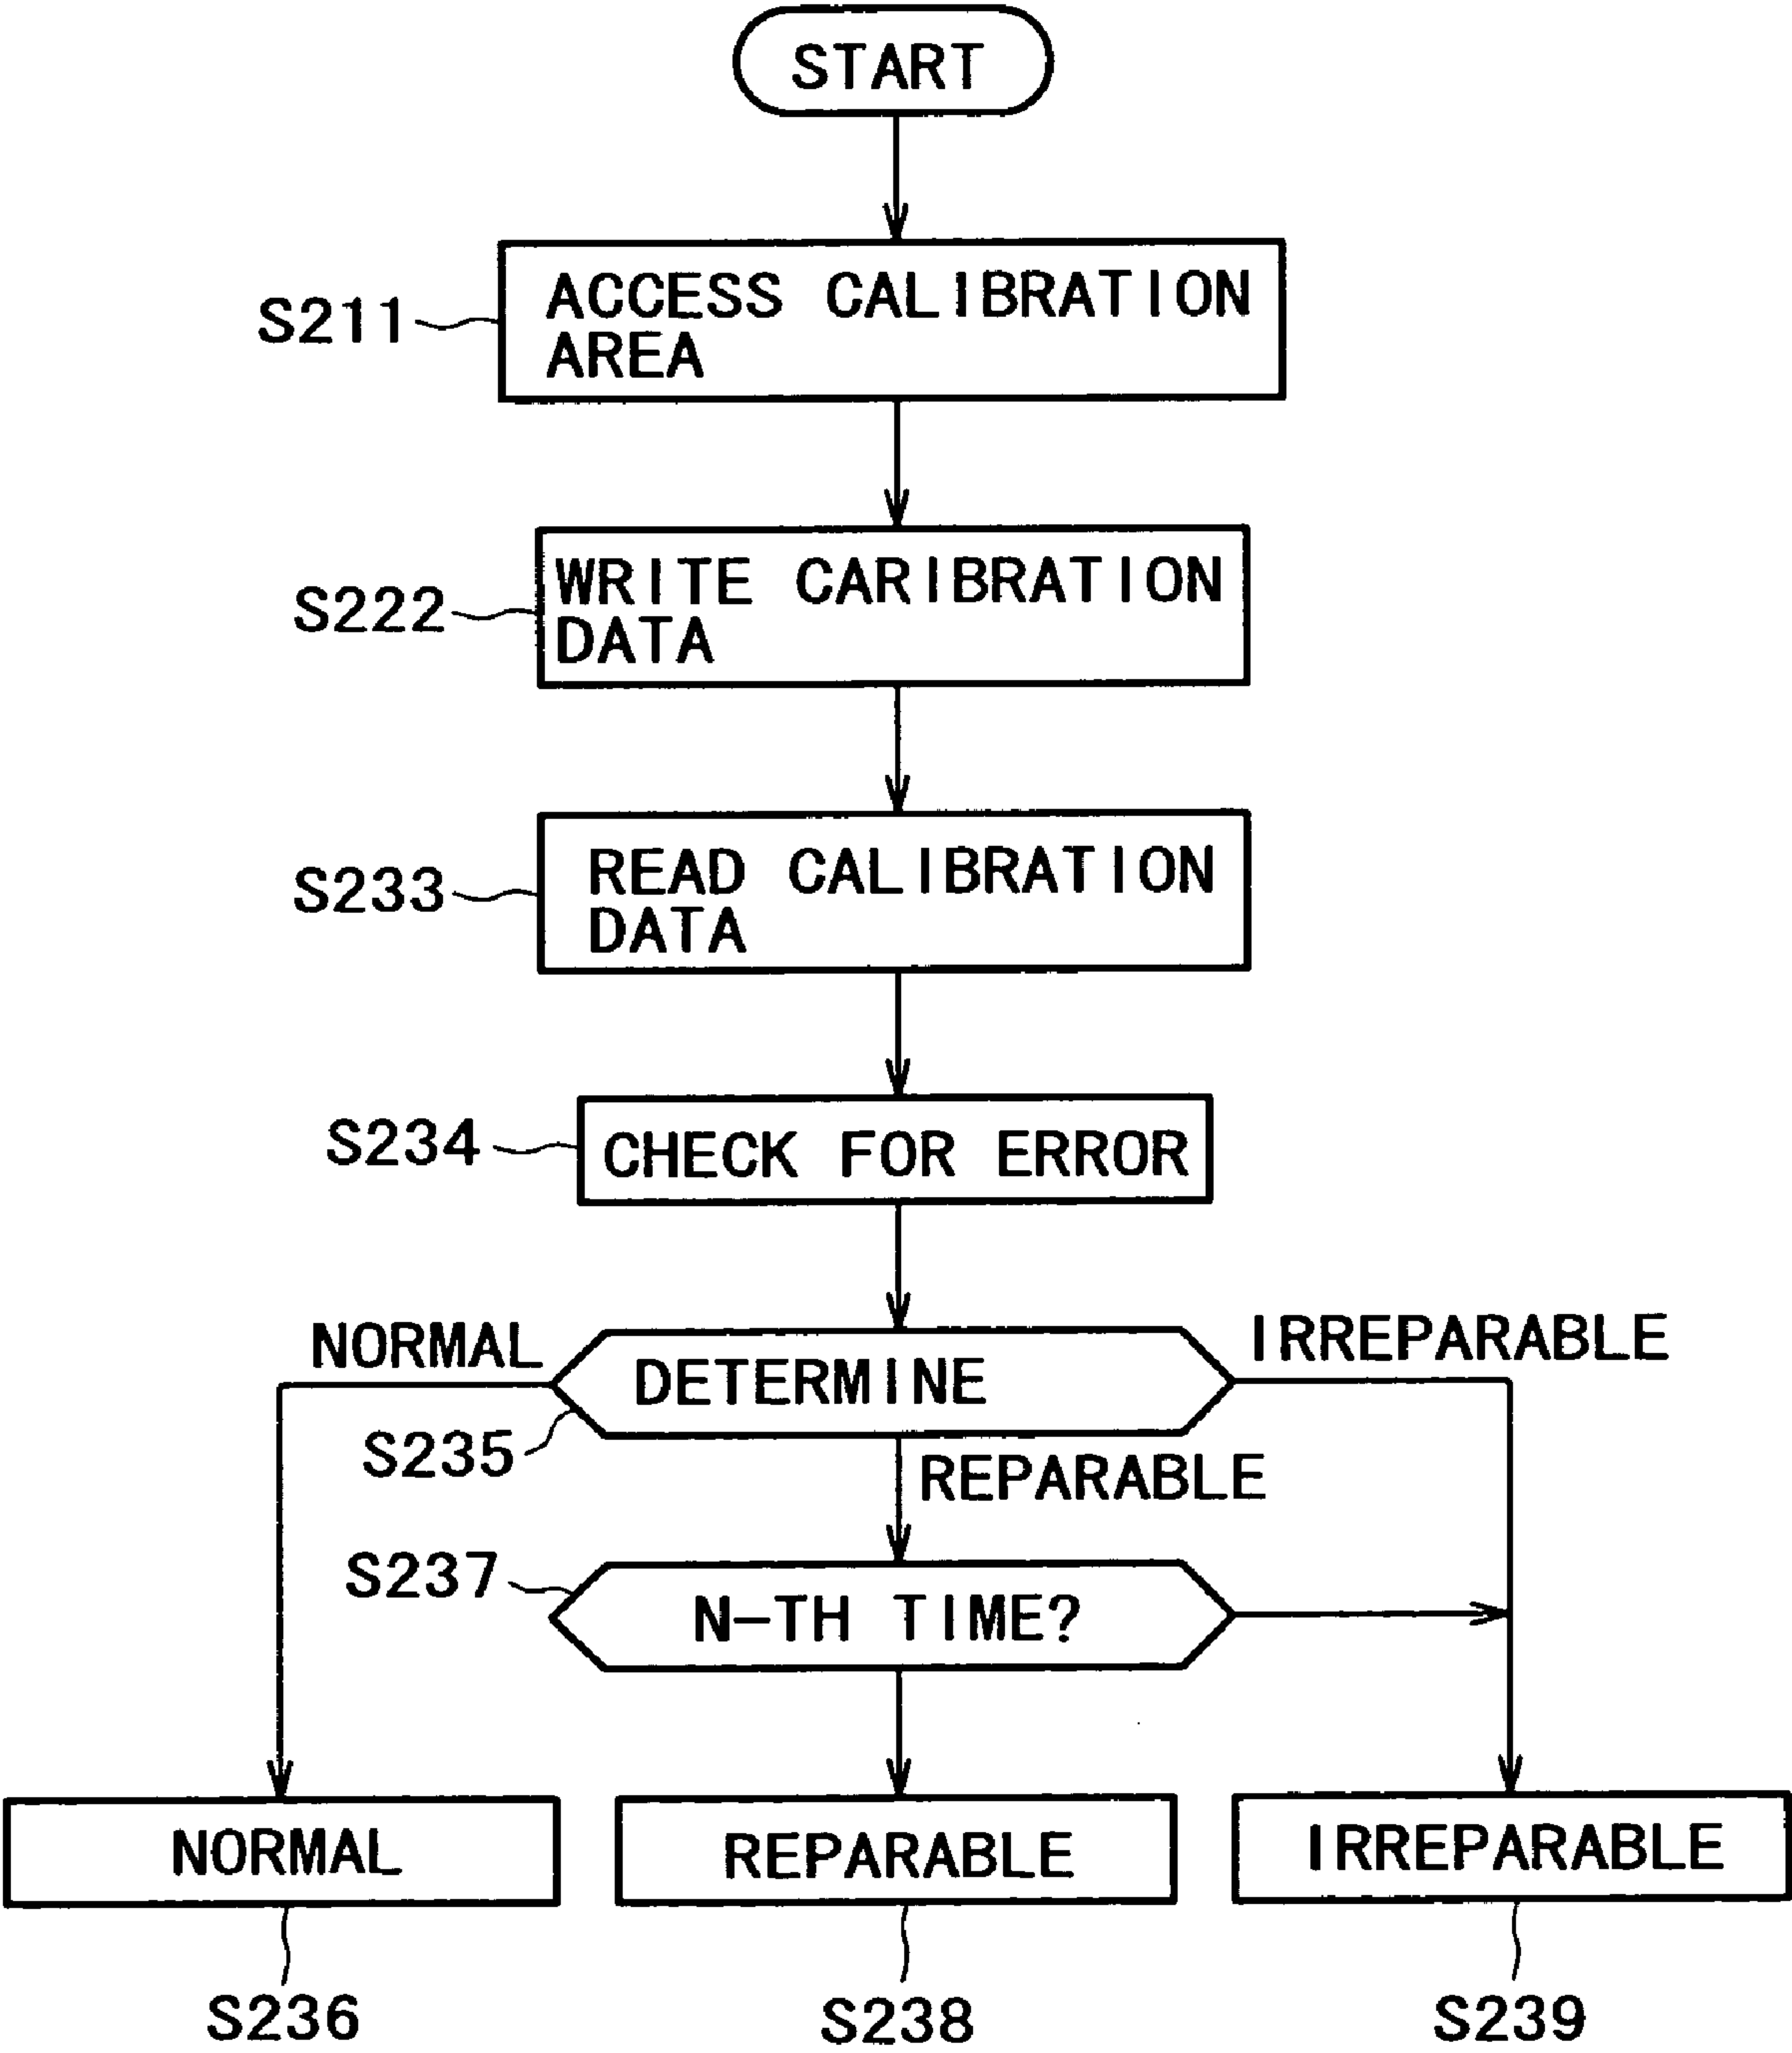 START
S211
ACCESS CALIBRATION
AREA
S222
WRITE CARIBRATION
DATA
S233
READ CALIBRATION
DATA
S234
CHECK FOR ERROR
NORMAL
DETERMINE
IRREPARABLE
S235
REPARABLE
S237
N-TH TIME?
NORMAL
REPARABLE
IRREPARABLE
S236
S238
S239